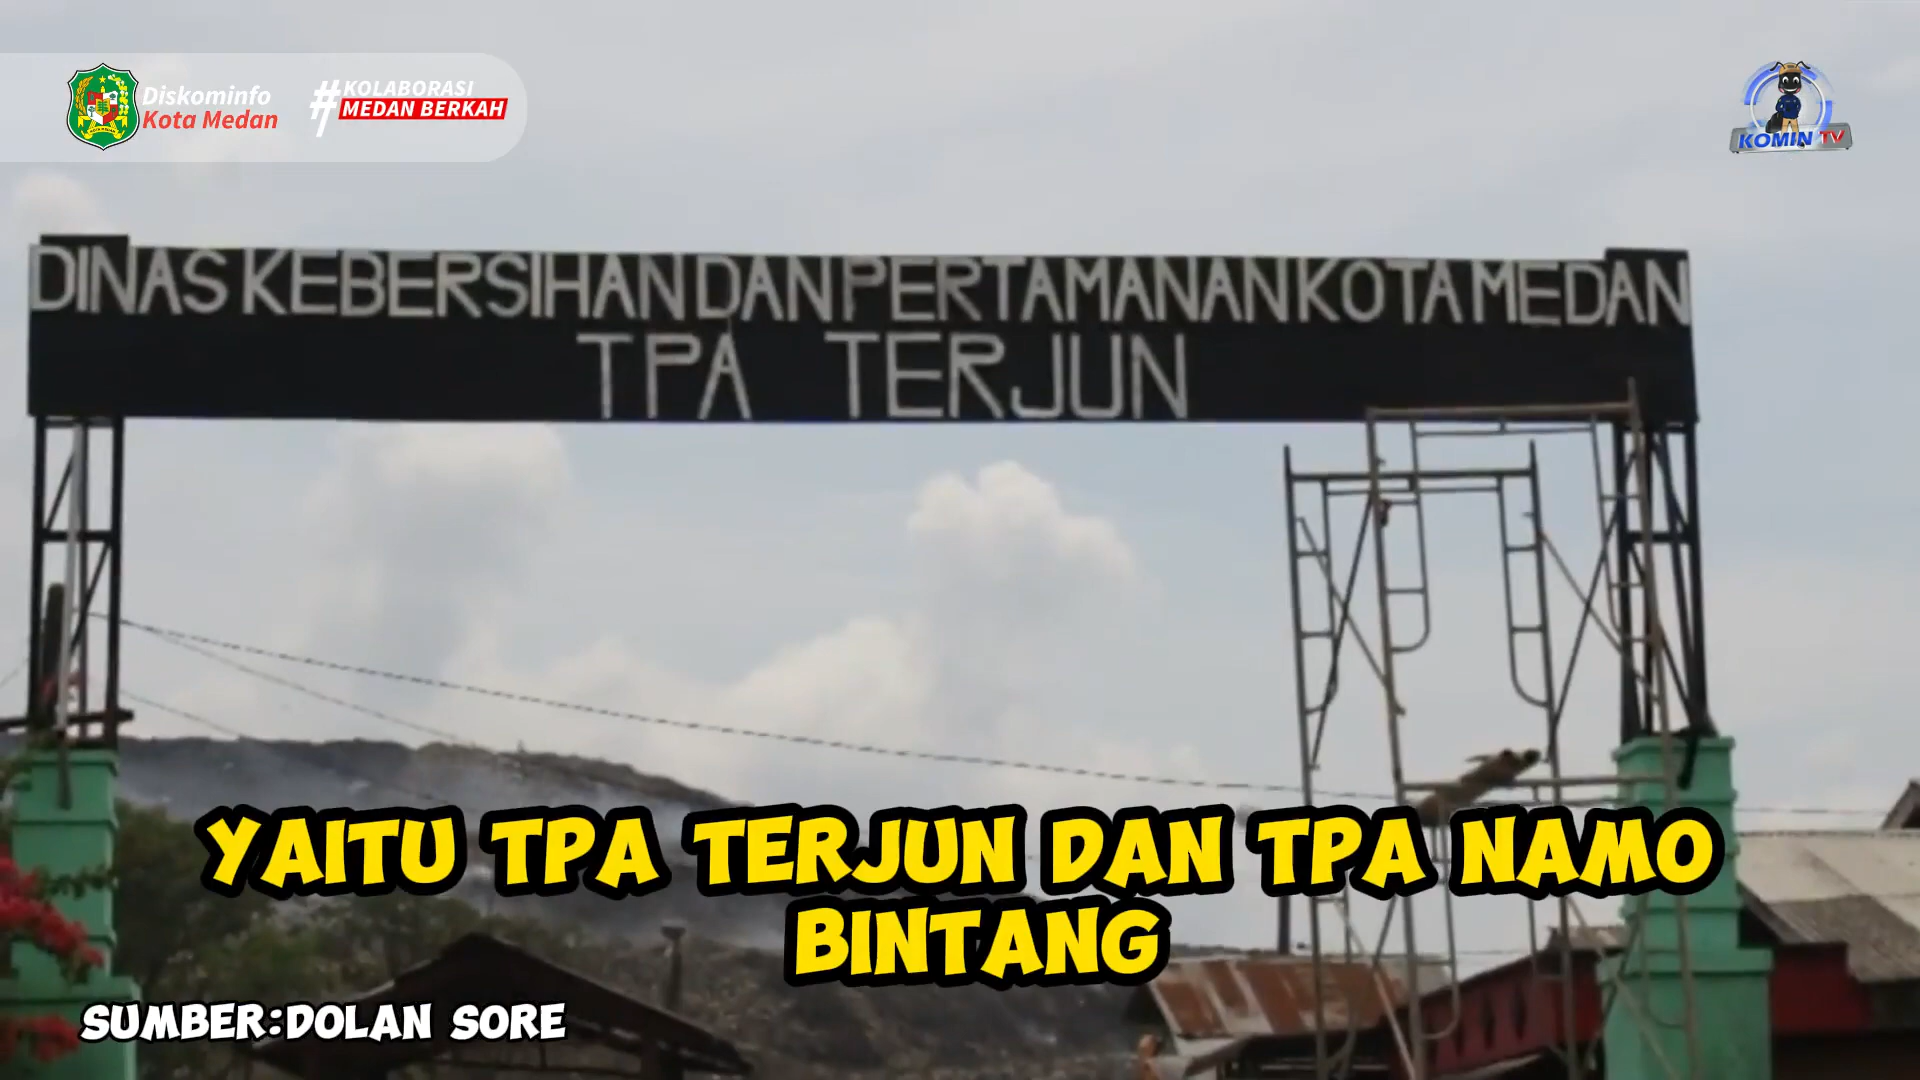 Diskominfo
Kota Medan
#KOLABORASI
MEDAN BERKAH
KOMIN TV
DINAS KEBERSIHAN DAN PERTAMANAN KOTA MEDAN
TPA TERJUN
YAITU TPA TERJUN DAN TPA NAMO
BINTANG
SUMBER:DOLAN SORE